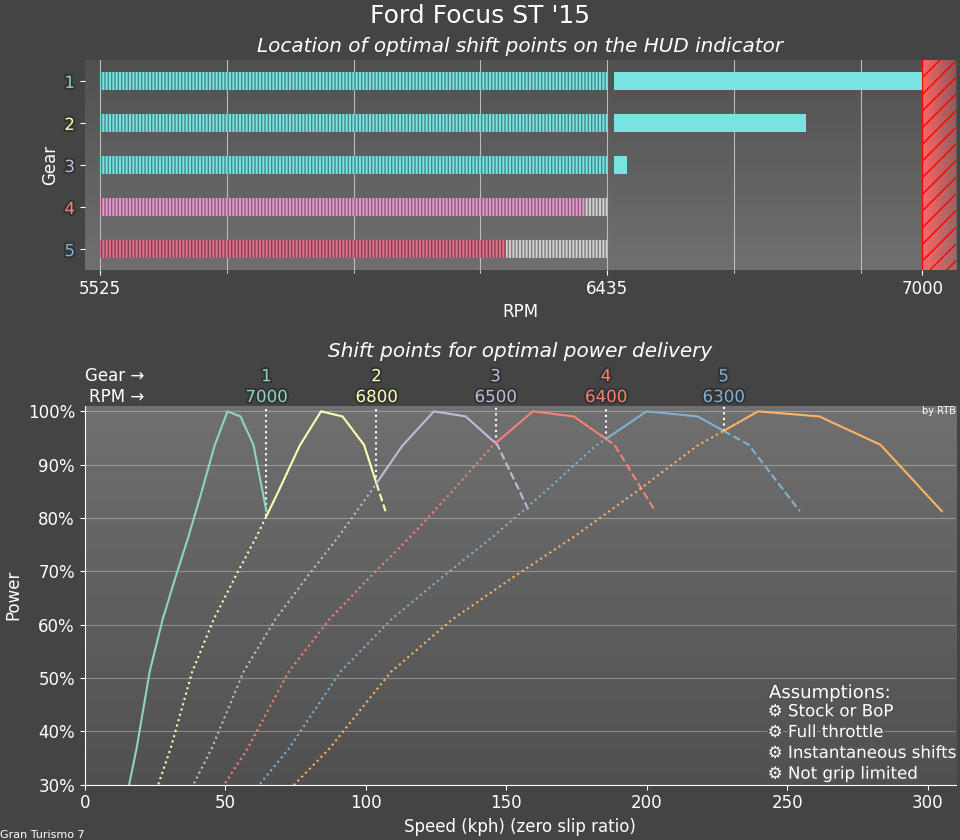 Ford Focus ST '15
Location of optimal shift points on the HUD indicator
Gear
1
2
3
4
5
5525 6435 7000
RPM
Shift points for optimal power delivery
Gear → 1 2 3 4 5
RPM → 7000 6800 6500 6400 6300
by RTB
Power
100%
90%
80%
70%
60%
50%
40%
30%
Assumptions:
⚙ Stock or BoP
⚙ Full throttle
⚙ Instantaneous shifts
⚙ Not grip limited
0 50 100 150 200 250 300
Speed (kph) (zero slip ratio)
Gran Turismo 7